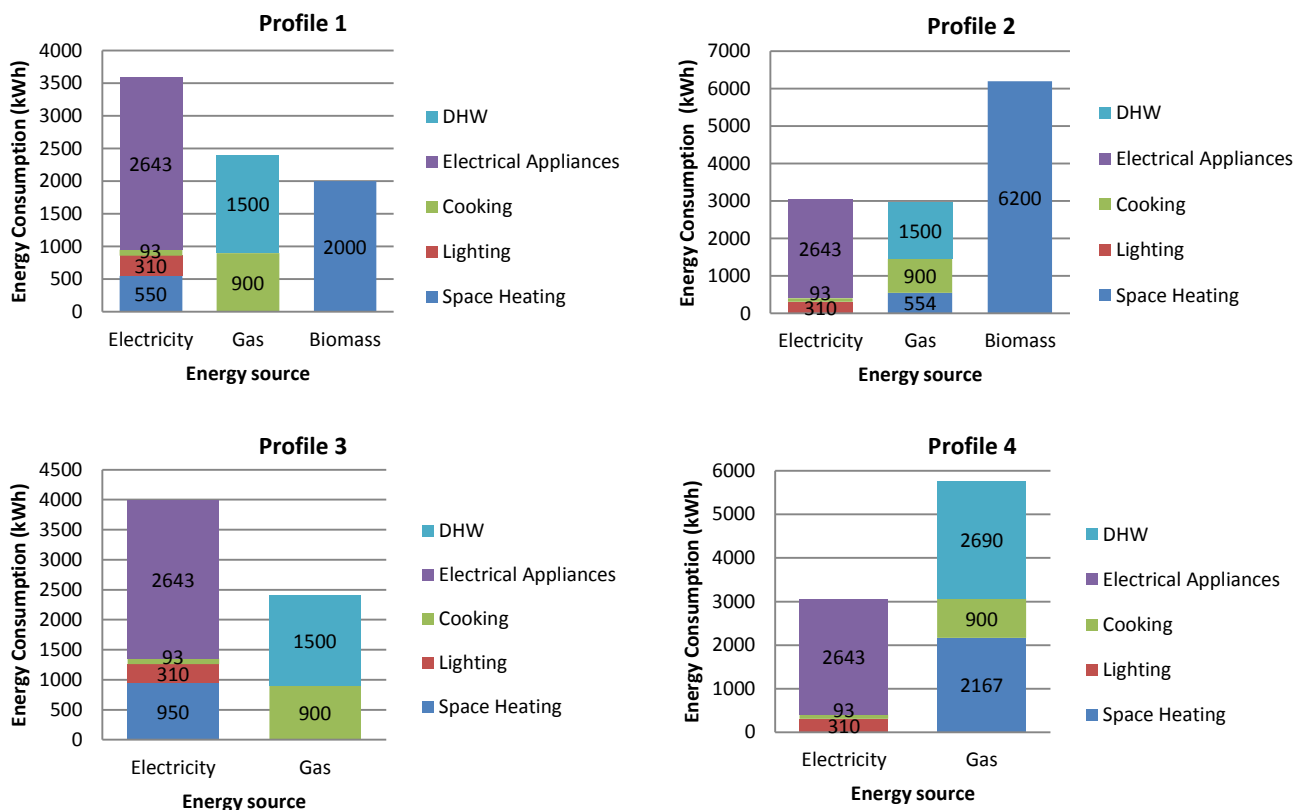 Profile 1
Energy Consumption (kWh)
4000
3500
3000
2500
2000
1500
1000
500
0
2643
93
310
550
1500
900
2000
Electricity Gas Biomass
Energy source
DHW
Electrical Appliances
Cooking
Lighting
Space Heating
Profile 2
Energy Consumption (kWh)
7000
6000
5000
4000
3000
2000
1000
0
2643
93
310
1500
900
554
6200
Electricity Gas Biomass
Energy source
DHW
Electrical Appliances
Cooking
Lighting
Space Heating
Profile 3
Energy Consumption (kWh)
4500
4000
3500
3000
2500
2000
1500
1000
500
0
2643
93
310
950
1500
900
Electricity Gas
Energy source
DHW
Electrical Appliances
Cooking
Lighting
Space Heating
Profile 4
Energy Consumption (kWh)
6000
5000
4000
3000
2000
1000
0
2643
93
310
2690
900
2167
Electricity Gas
Energy source
DHW
Electrical Appliances
Cooking
Lighting
Space Heating